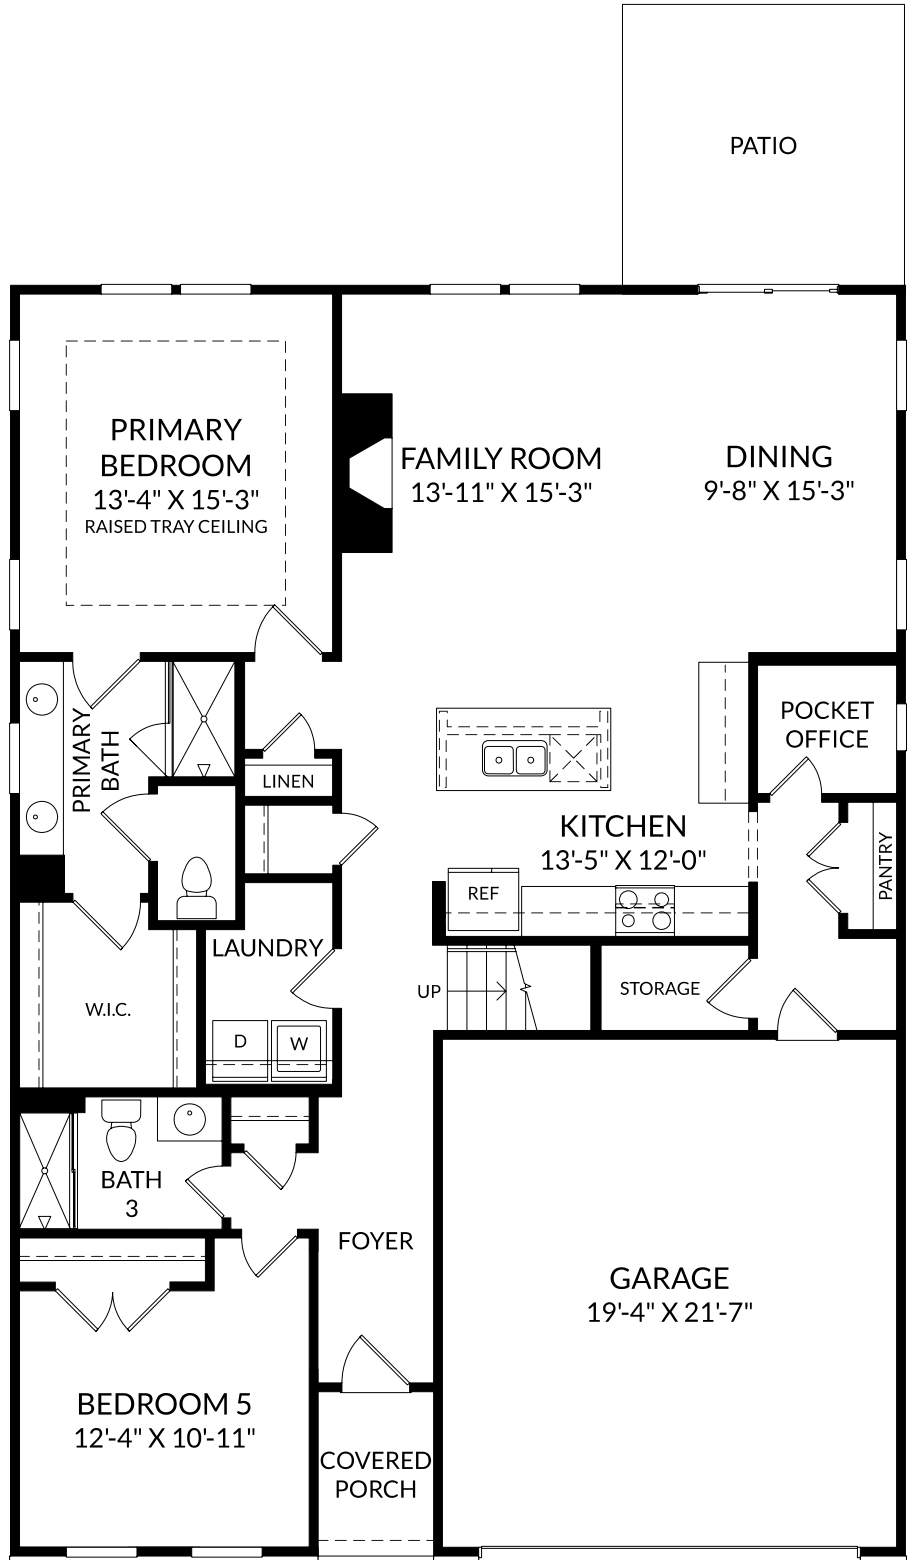 PATIO
PRIMARY
BEDROOM
13'-4" X 15'-3"
RAISED TRAY CEILING
FAMILY ROOM
13'-11" X 15'-3"
DINING
9'-8" X 15'-3"
POCKET
OFFICE
PRIMARY
BATH
LINEN
KITCHEN
13'-5" X 12'-0"
PANTRY
REF
LAUNDRY
UP
STORAGE
W.I.C.
D
W
BATH
3
FOYER
GARAGE
19'-4" X 21'-7"
BEDROOM 5
12'-4" X 10'-11"
COVERED
PORCH